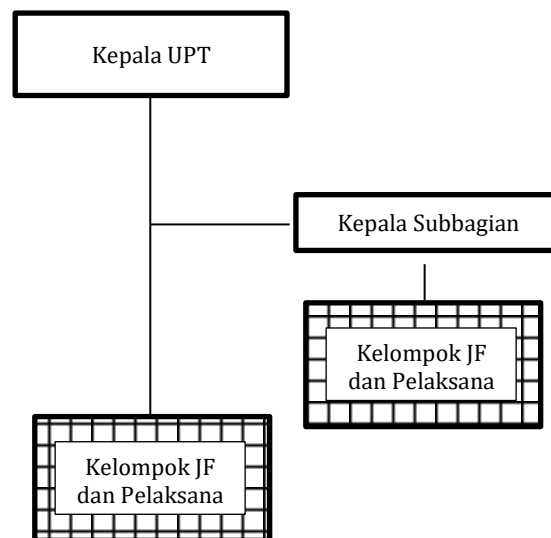 Kepala UPT
Kepala Subbagian
Kelompok JF
dan Pelaksana
Kelompok JF
dan Pelaksana